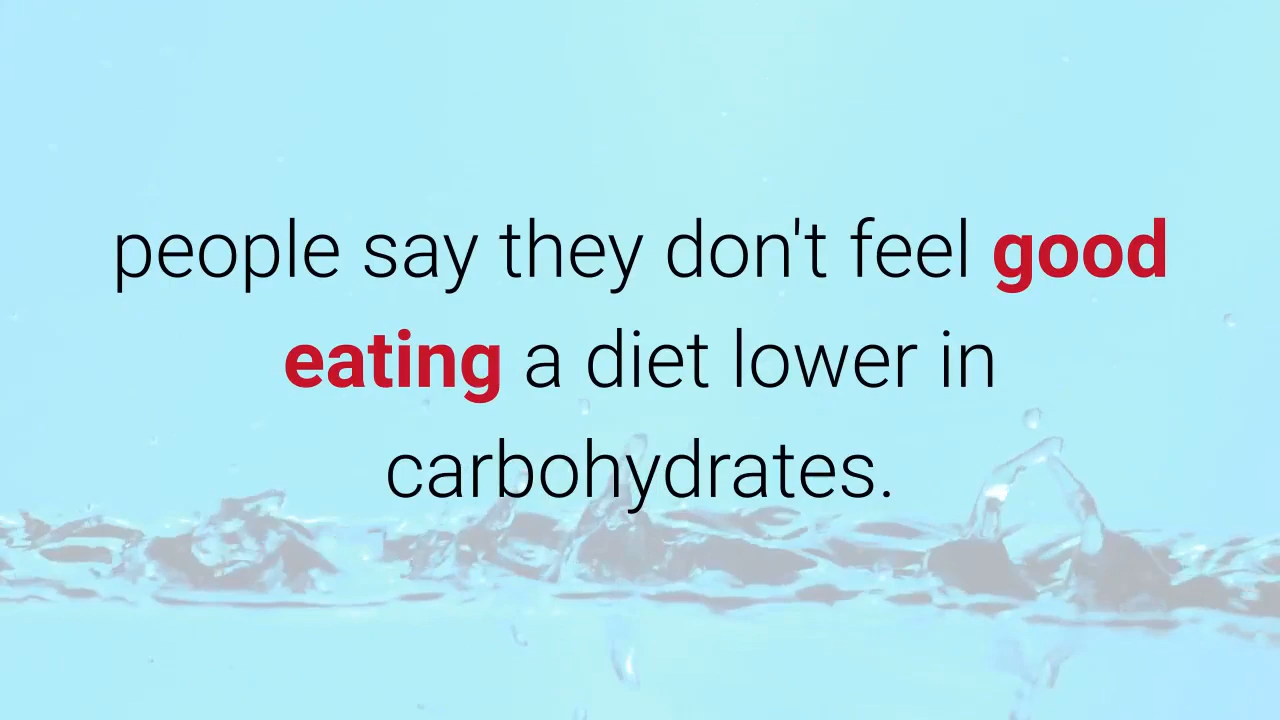 people say they don't feel good
eating a diet lower in
carbohydrates.